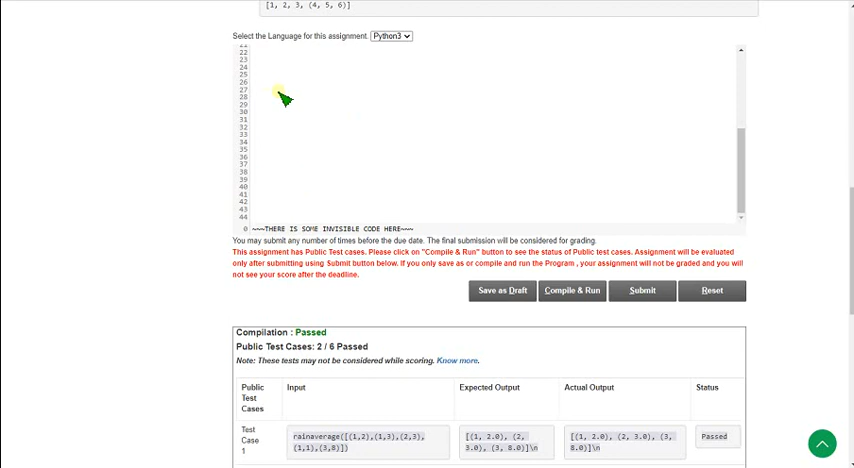 [1, 2, 3, (4, 5, 6)]
Select the Language for this assignment. Python3
21
22
23
24
25
26
27
28
29
30
31
32
33
34
35
36
37
38
39
40
41
42
43
44
0 ~~~THERE IS SOME INVISIBLE CODE HERE~~~
You may submit any number of times before the due date. The final submission will be considered for grading.
This assignment has Public Test cases. Please click on "Compile & Run" button to see the status of Public test cases. Assignment will be evaluated
only after submitting using Submit button below. If you only save as or compile and run the Program , your assignment will not be graded and you will
not see your score after the deadline.
Save as Draft Compile & Run Submit Reset
Compilation : Passed
Public Test Cases: 2 / 6 Passed
Note: These tests may not be considered while scoring. Know more.
Public Test Cases Input Expected Output Actual Output Status
Test Case 1
rainaverage([(1,2),(1,3),(2,3),
(1,1),(3,8)])
[(1, 2.0), (2,
3.0), (3, 8.0)]\n
[(1, 2.0), (2, 3.0), (3,
8.0)]\n
Passed